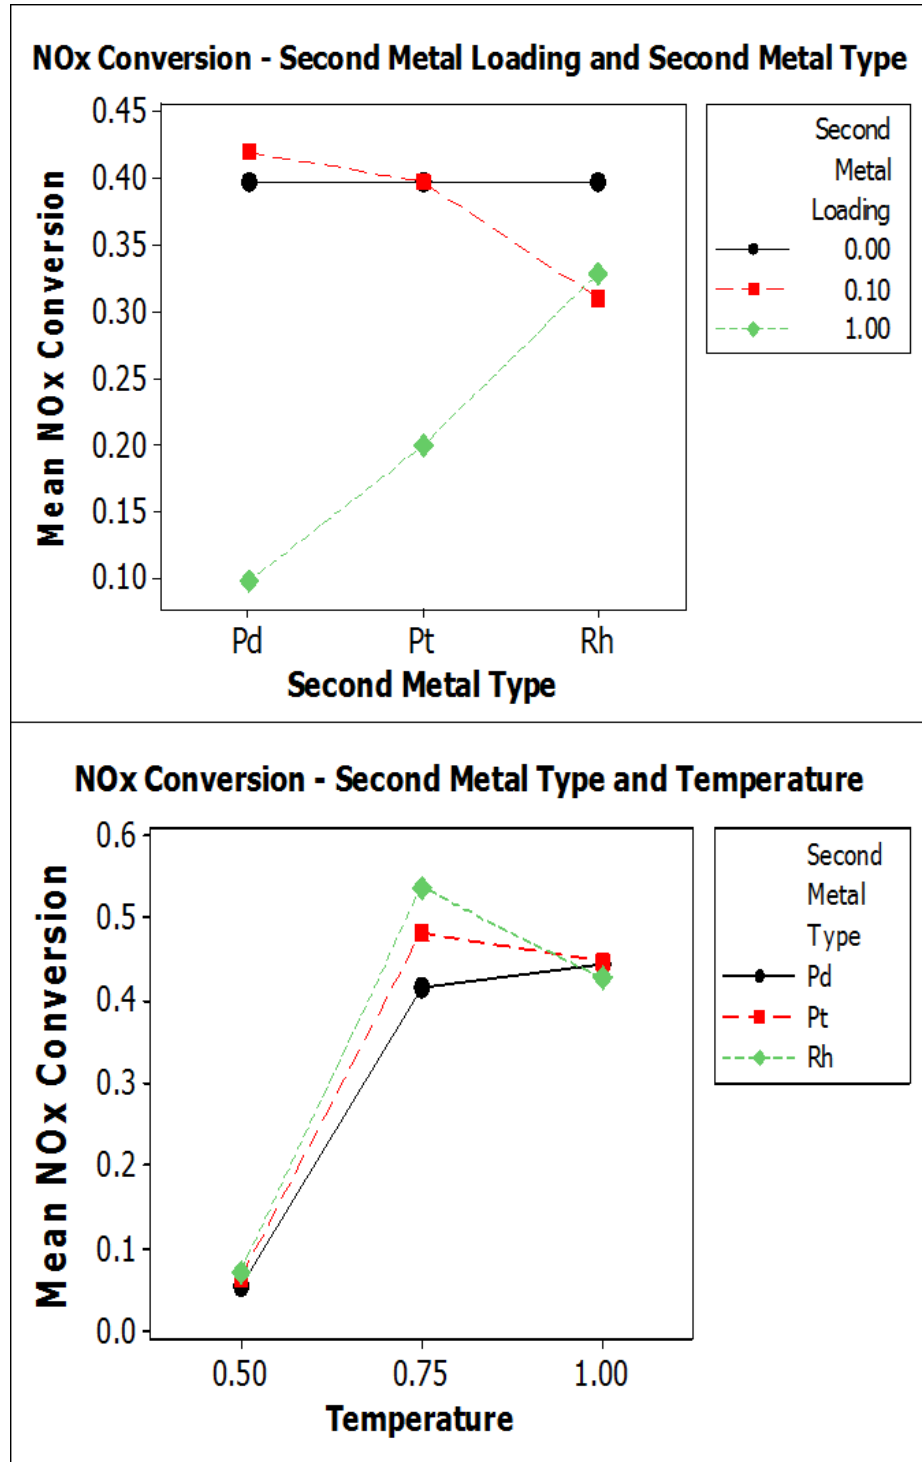 NOx Conversion - Second Metal Loading and Second Metal Type
Mean NOx Conversion
0.45
0.40
0.35
0.30
0.25
0.20
0.15
0.10
Pd Pt Rh
Second Metal Type
Second
Metal
Loading
0.00
0.10
1.00
NOx Conversion - Second Metal Type and Temperature
Mean NOx Conversion
0.6
0.5
0.4
0.3
0.2
0.1
0.0
0.50 0.75 1.00
Temperature
Second
Metal
Type
Pd
Pt
Rh